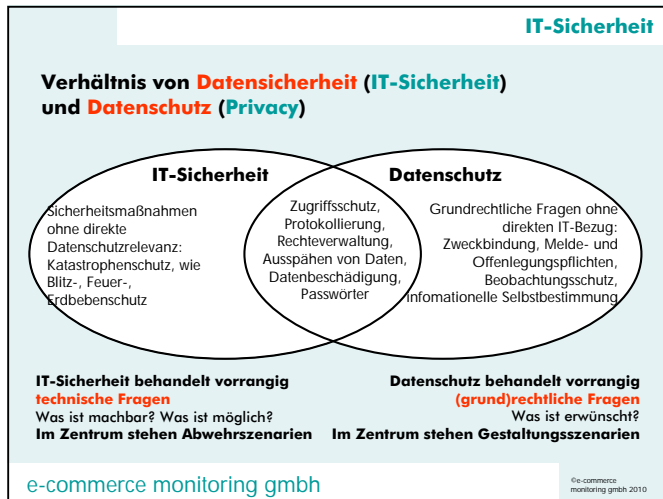 IT-Sicherheit
Verhältnis von Datensicherheit (IT-Sicherheit)
und Datenschutz (Privacy)
IT-Sicherheit
Sicherheitsmaßnahmen
ohne direkte
Datenschutzrelevanz:
Katastrophenschutz, wie
Blitz-, Feuer-,
Erdbebenschutz
Zugriffsschutz,
Protokollierung,
Rechteverwaltung,
Ausspähen von Daten,
Datenbeschädigung,
Passwörter
Datenschutz
Grundrechtliche Fragen ohne
direkten IT-Bezug:
Zweckbindung, Melde- und
Offenlegungspflichten,
Beobachtungsschutz,
Infomationelle Selbstbestimmung
IT-Sicherheit behandelt vorrangig
technische Fragen
Was ist machbar? Was ist möglich?
Im Zentrum stehen Abwehrszenarien
Datenschutz behandelt vorrangig
(grund)rechtliche Fragen
Was ist erwünscht?
Im Zentrum stehen Gestaltungsszenarien
e-commerce monitoring gmbh
©e-commerce
monitoring gmbh 2010